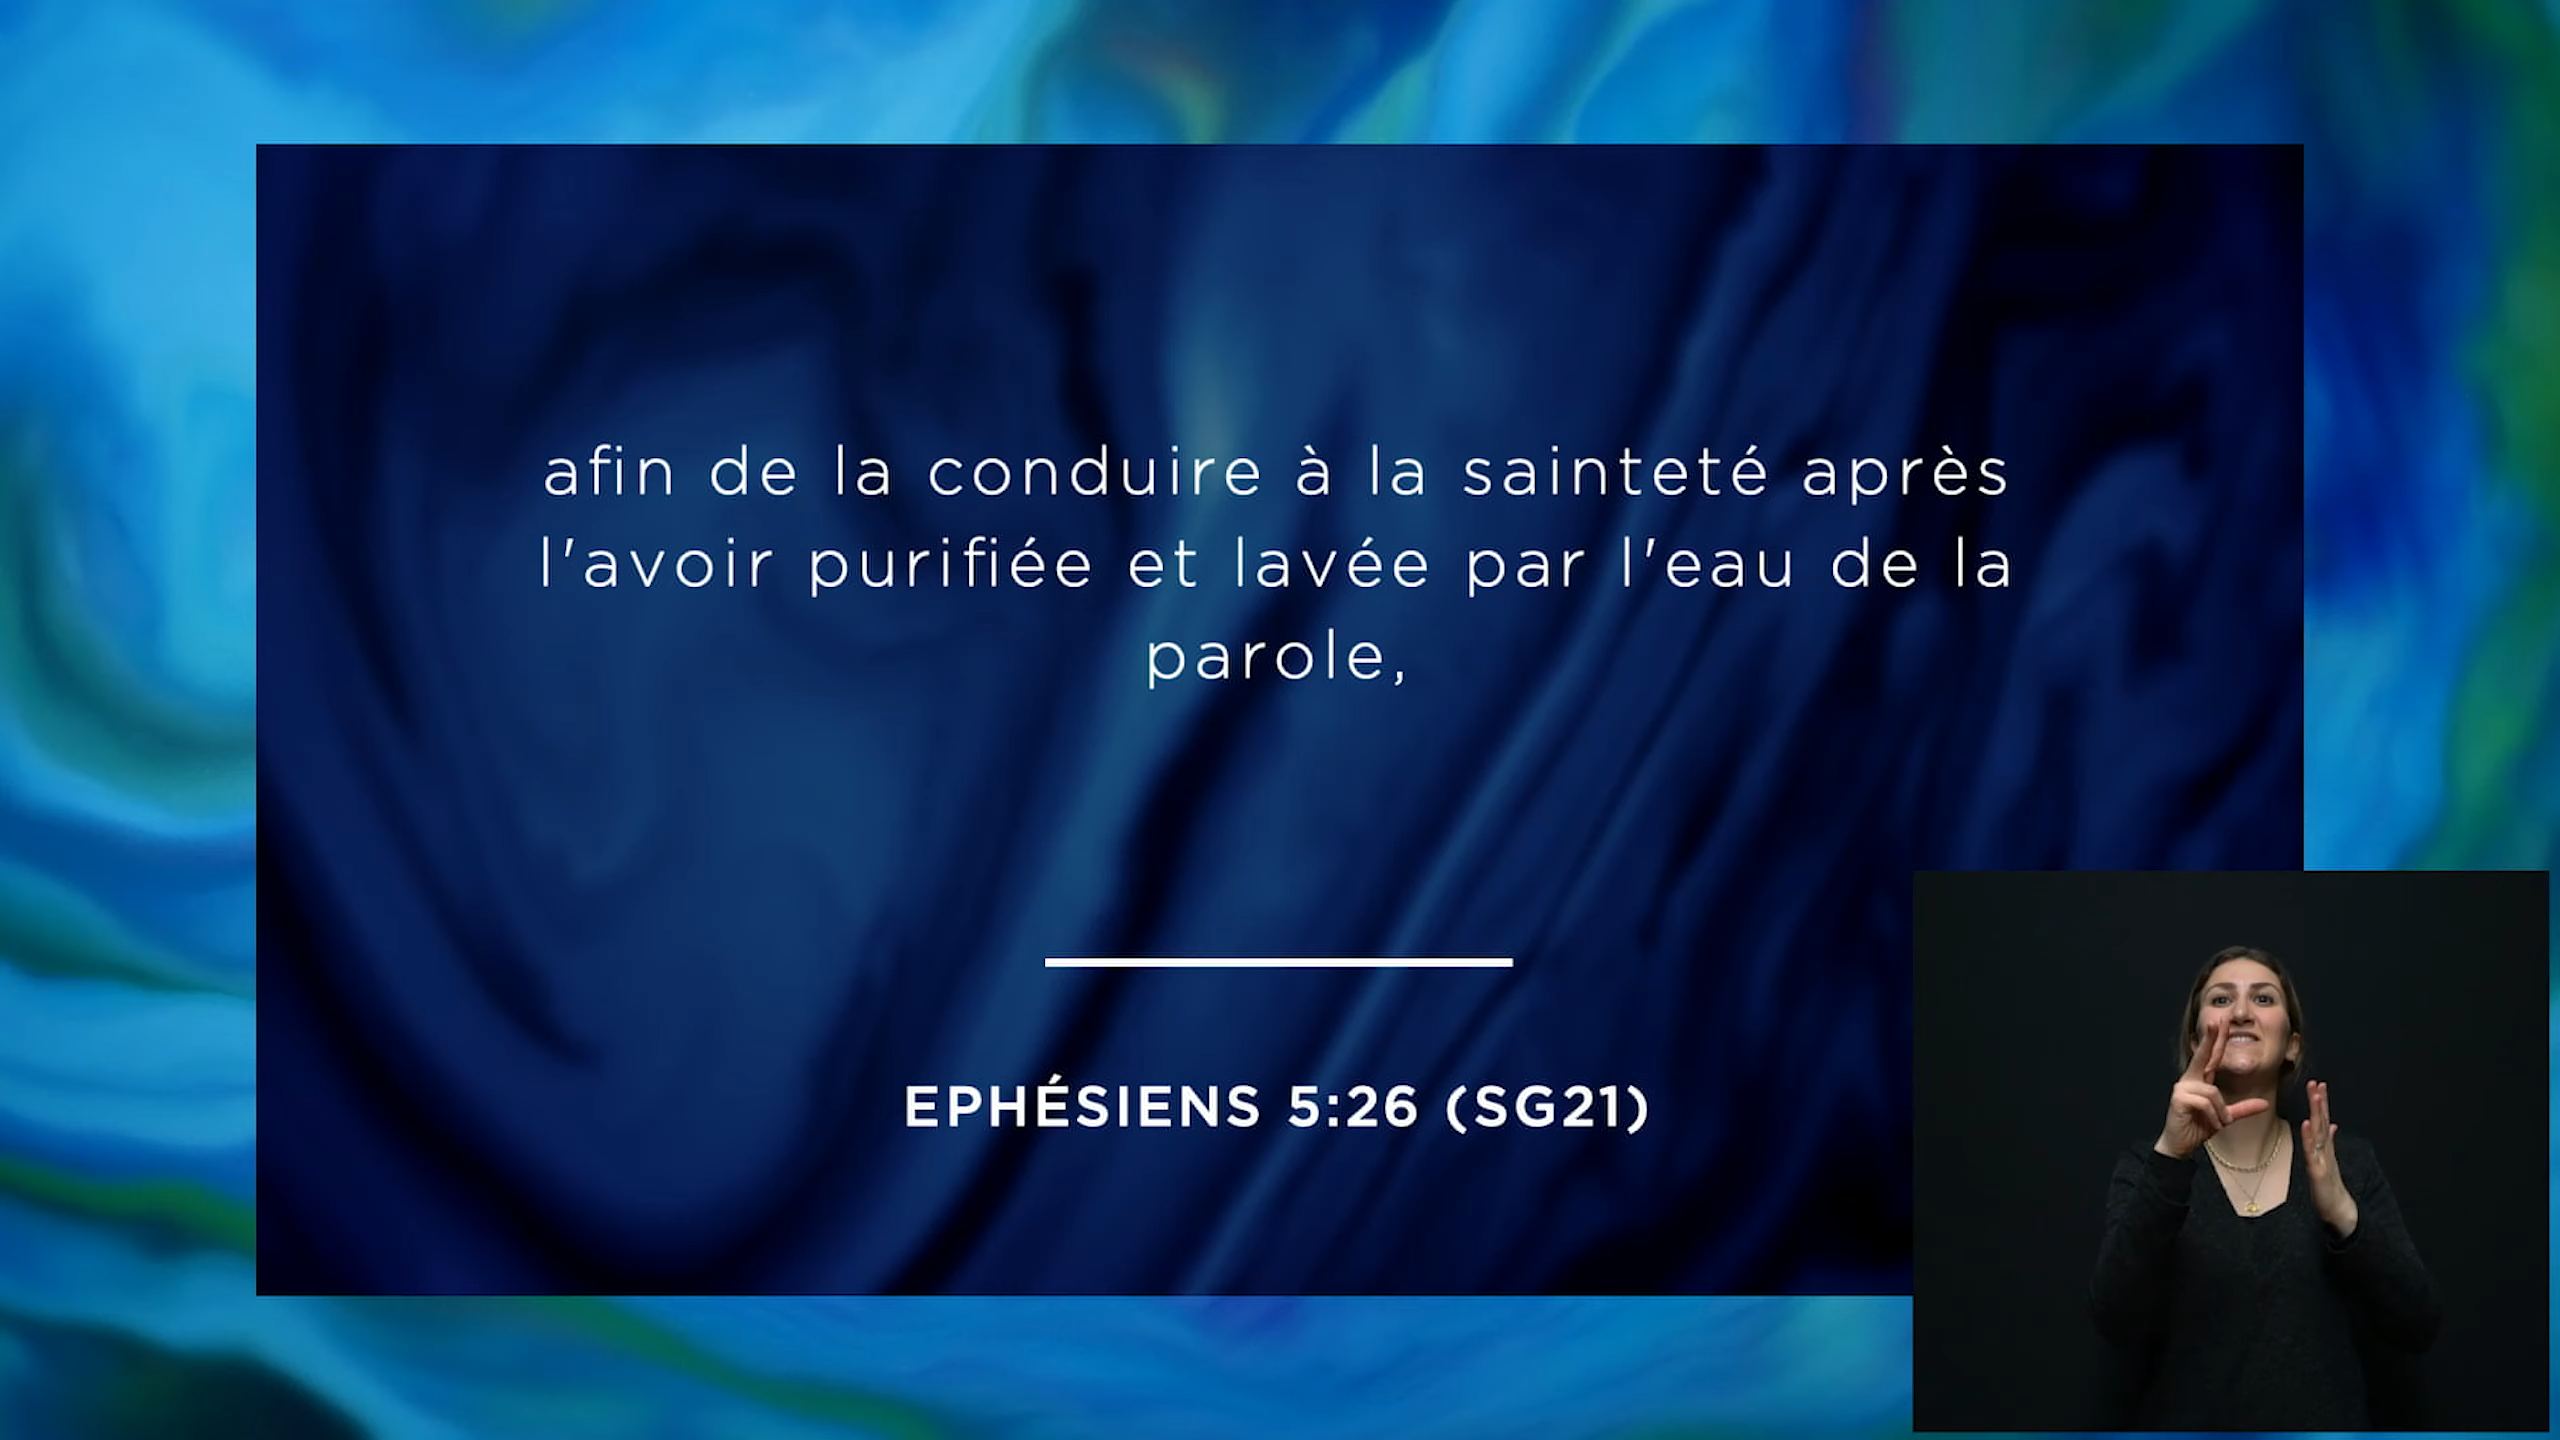 afin de la conduire à la sainteté après
l'avoir purifiée et lavée par l'eau de la
parole,
EPHÉSIENS 5:26 (SG21)